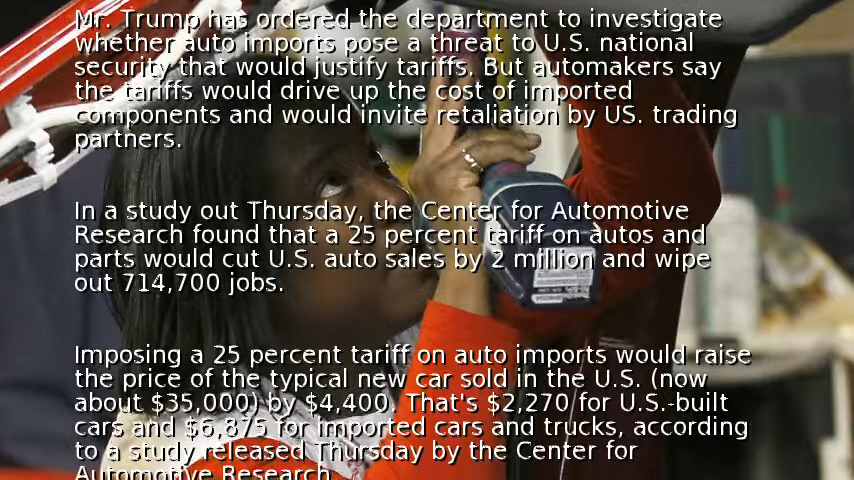 Mr. Trump has ordered the department to investigate
whether auto imports pose a threat to U.S. national
security that would justify tariffs. But automakers say
the tariffs would drive up the cost of imported
components and would invite retaliation by US. trading
partners.
In a study out Thursday, the Center for Automotive
Research found that a 25 percent tariff on autos and
parts would cut U.S. auto sales by 2 million and wipe
out 714,700 jobs.
Imposing a 25 percent tariff on auto imports would raise
the price of the typical new car sold in the U.S. (now
about $35,000) by $4,400. That's $2,270 for U.S.-built
cars and $6,875 for imported cars and trucks, according
to a study released Thursday by the Center for
Automotive Research.